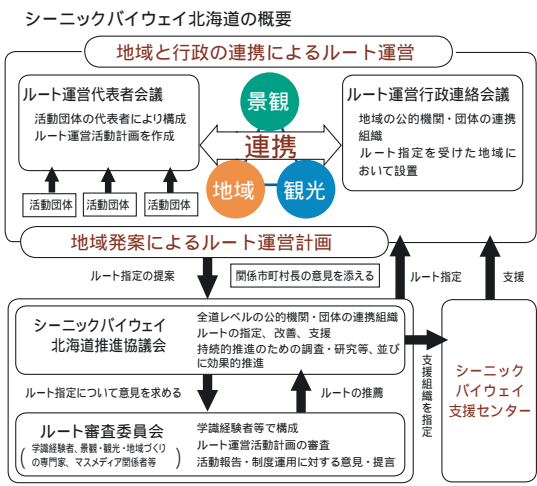 シーニックバイウェイ北海道の概要
地域と行政の連携によるルート運営
ルート運営代表者会議
活動団体の代表者により構成
ルート運営活動計画を作成
活動団体
活動団体
活動団体
景観
連携
地域
観光
ルート運営行政連絡会議
地域の公的機関・団体の連携
組織
ルート指定を受けた地域に
おいて設置
地域発案によるルート運営計画
ルート指定の提案
関係市町村長の意見を添える
ルート指定
支援
シーニックバイウェイ
北海道推進協議会
全道レベルの公的機関・団体の連携組織
ルートの指定、改善、支援
持続的推進のための調査・研究等、並び
に効果的推進
支援組織を指定
シーニック
バイウェイ
支援センター
ルート指定について意見を求める
ルートの推薦
ルート審査委員会
(学識経験者、景観・観光・地域づくり
の専門家、マスメディア関係者等)
学識経験者等で構成
ルート運営活動計画の審査
活動報告・制度運用に対する意見・提言